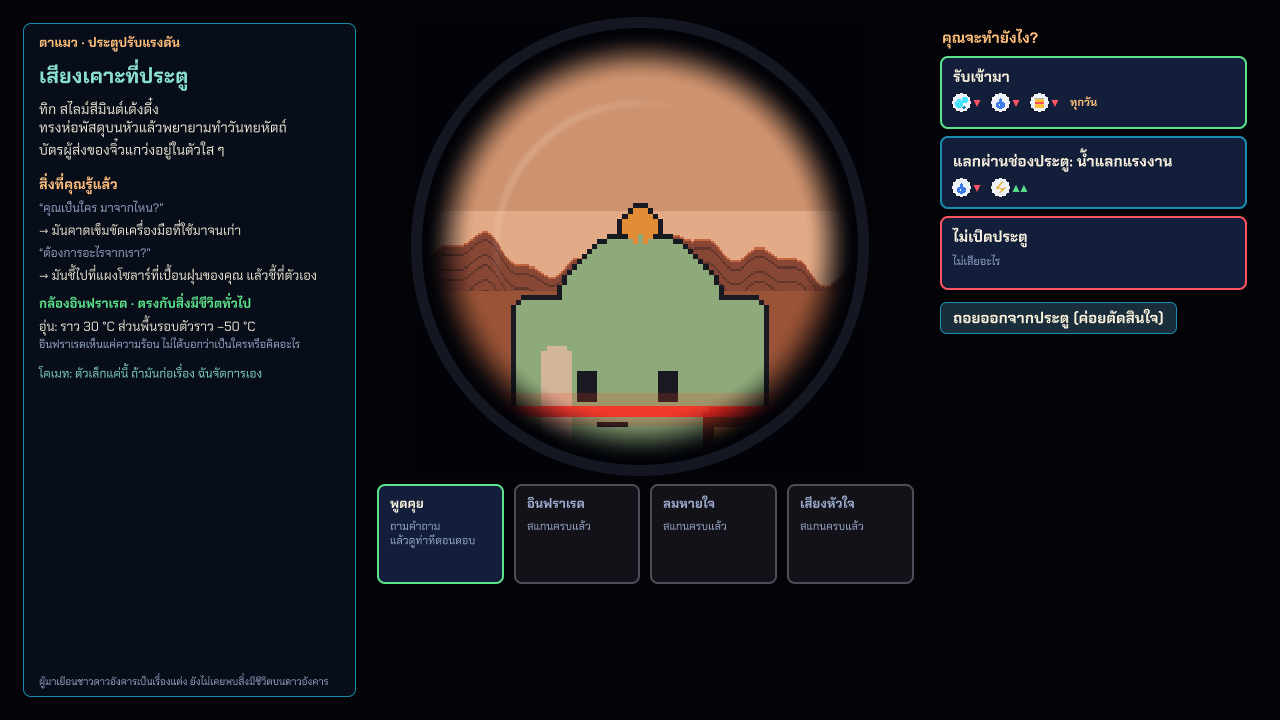 ตาแมว · ประตูปรับแรงดัน
เสียงเคาะที่ประตู
ทิก สไลม์สีมินต์เด้งดึ๋ง
ทรงห่อพัสดุบนหัวแล้วพยายามทำวันทยหัตถ์
บัตรผู้ส่งของจิ๋วแกว่งอยู่ในตัวใส ๆ
สิ่งที่คุณรู้แล้ว
“คุณเป็นใคร มาจากไหน?”
→ มันคาดเข็มขัดเครื่องมือที่ใช้มาจนเก่า
“ต้องการอะไรจากเรา?”
→ มันชี้ไปที่แผงโซลาร์ที่เปื้อนฝุ่นของคุณ แล้วชี้ที่ตัวเอง
กล้องอินฟราเรด · ตรงกับสิ่งมีชีวิตทั่วไป
อุ่น: ราว 30 °C ส่วนพื้นรอบตัวราว −50 °C
อินฟราเรดเห็นแค่ความร้อน ไม่ได้บอกว่าเป็นใครหรือคิดอะไร
โคเมท: ตัวเล็กแค่นี้ ถ้ามันก่อเรื่อง ฉันจัดการเอง
ผู้มาเยือนชาวดาวอังคารเป็นเรื่องแต่ง ยังไม่เคยพบสิ่งมีชีวิตบนดาวอังคาร
พูดคุย
ถามคำถาม
แล้วดูท่าทีตอนตอบ
อินฟราเรด
สแกนครบแล้ว
ลมหายใจ
สแกนครบแล้ว
เสียงหัวใจ
สแกนครบแล้ว
คุณจะทำยังไง?
รับเข้ามา
ทุกวัน
แลกผ่านช่องประตู: น้ำแลกแรงงาน
ไม่เปิดประตู
ไม่เสียอะไร
ถอยออกจากประตู (ค่อยตัดสินใจ)